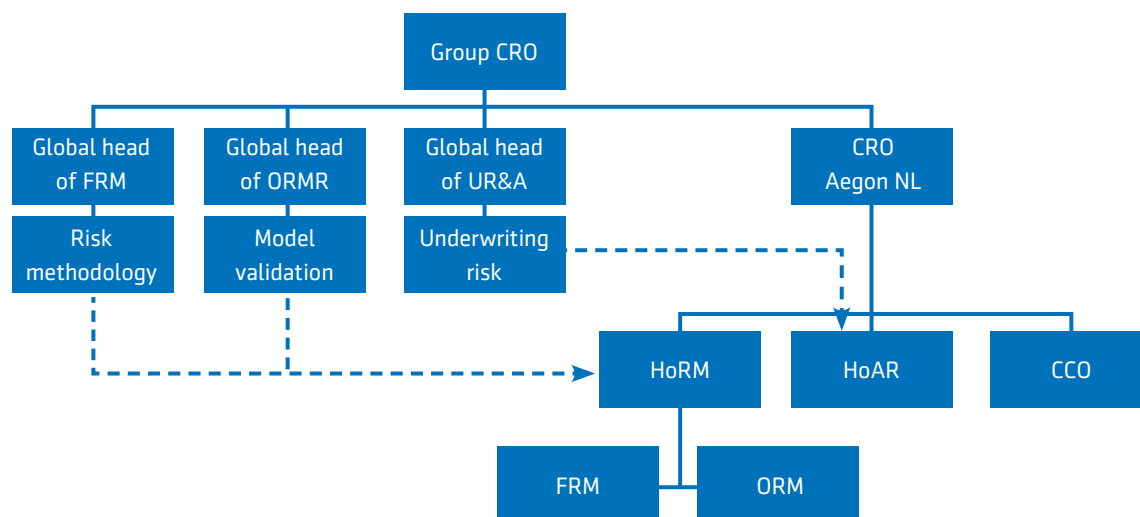 Group CRO
Global head
of FRM
Global head
of ORMR
Global head
of UR&A
CRO
Aegon NL
Risk
methodology
Model
validation
Underwriting
risk
HoRM
HoAR
CCO
FRM
ORM